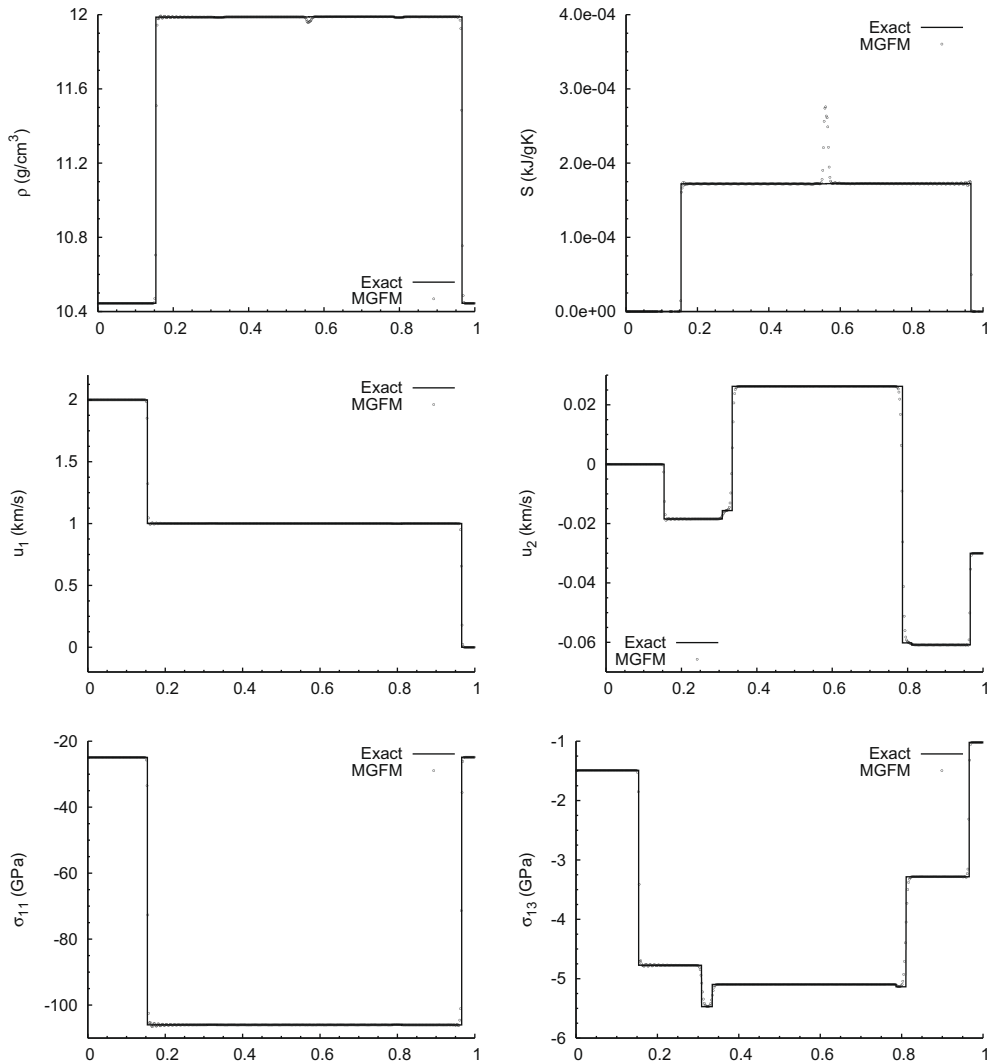 12
11.6
11.2
10.8
10.4
ρ (g/cm³)
Exact
MGFM
0 0.2 0.4 0.6 0.8 1
4.0e-04
3.0e-04
2.0e-04
1.0e-04
0.0e+00
S (kJ/gK)
Exact
MGFM
0 0.2 0.4 0.6 0.8 1
2
1.5
1
0.5
0
u₁ (km/s)
Exact
MGFM
0 0.2 0.4 0.6 0.8 1
0.02
0
-0.02
-0.04
-0.06
u₂ (km/s)
Exact
MGFM
0 0.2 0.4 0.6 0.8 1
-20
-40
-60
-80
-100
σ₁₁ (GPa)
Exact
MGFM
0 0.2 0.4 0.6 0.8 1
-1
-2
-3
-4
-5
-6
σ₁₃ (GPa)
Exact
MGFM
0 0.2 0.4 0.6 0.8 1